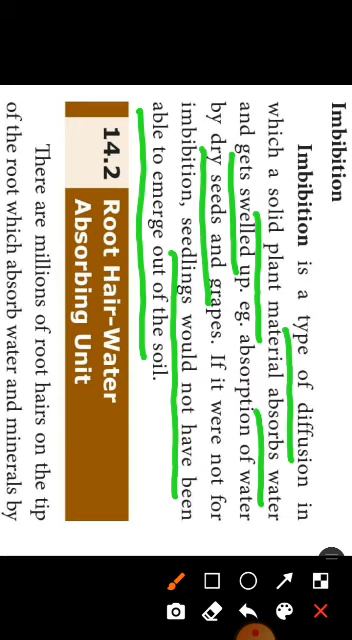 Imbibition
Imbibition is a type of diffusion in
which a solid plant material absorbs water
and gets swelled up. eg. absorption of water
by dry seeds and grapes. If it were not for
imbibition, seedlings would not have been
able to emerge out of the soil.
14.2 Root Hair-Water
Absorbing Unit
There are millions of root hairs on the tip
of the root which absorb water and minerals by